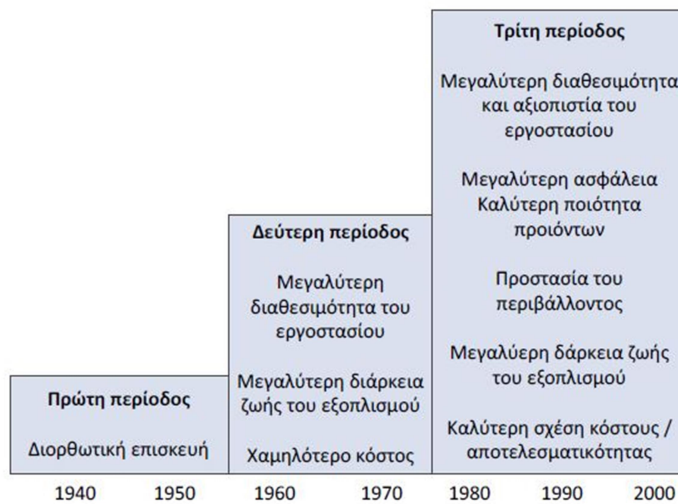 Τρίτη περίοδος
Μεγαλύτερη διαθεσιμότητα
και αξιοπιστία του
εργοστασίου
Μεγαλύτερη ασφάλεια
Καλύτερη ποιότητα
προιόντων
Προστασία του
περιβάλλοντος
Μεγαλύερη δάρκεια ζωής
του εξοπλισμού
Καλύτερη σχέση κόστους /
αποτελεσματικότητας
Δεύτερη περίοδος
Μεγαλύτερη
διαθεσιμότητα του
εργοστασίου
Μεγαλύτερη διάρκεια
ζωής του εξοπλισμού
Χαμηλότερο κόστος
Πρώτη περίοδος
Διορθωτική επισκευή
1940 1950 1960 1970 1980 1990 2000